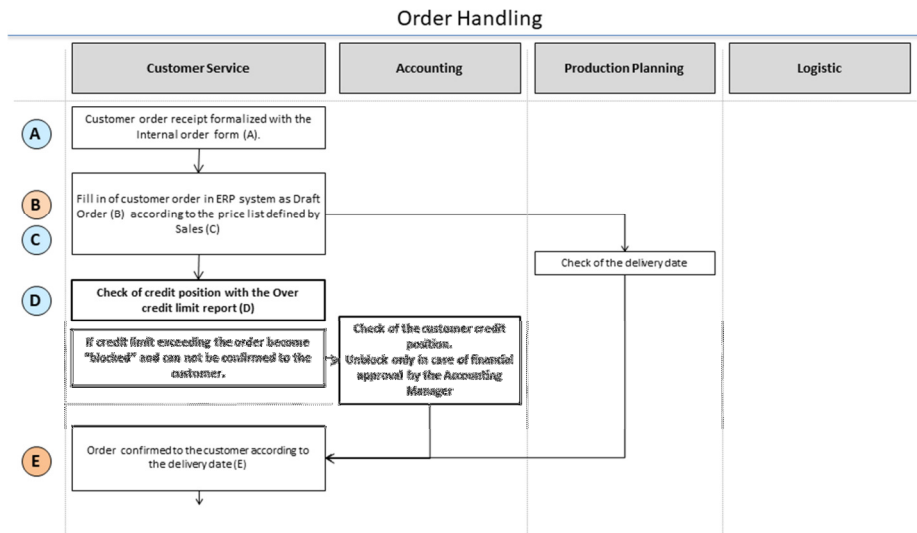 Order Handling
Customer Service
Accounting
Production Planning
Logistic
A
Customer order receipt formalized with the
Internal order form (A).
B
C
Fill in of customer order in ERP system as Draft
Order (B) according to the price list defined by
Sales (C)
Check of the delivery date
D
Check of credit position with the Over
credit limit report (D)
If credit limit exceeding the order become
"blocked" and can not be confirmed to the
customer.
Check of the customer credit
position.
Unblock only in care of financial
approval by the Accounting
Manager
E
Order confirmed to the customer according to
the delivery date (E)